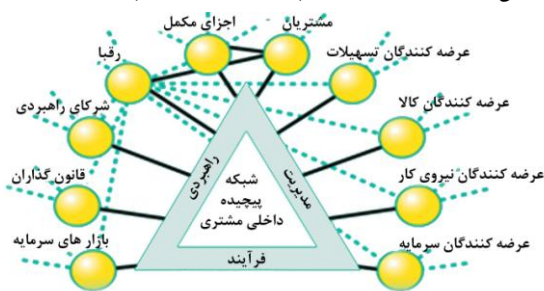 مشتریان
اجزای مکمل
رقبا
عرضه کنندگان تسهیلات
شرکای راهبردی
عرضه کنندگان کالا
قانون گذاران
عرضه کنندگان نیروی کار
بازار های سرمایه
عرضه کنندگان سرمایه
راهبردی
مدیریت
شبکه
پیچیده
داخلی مشتری
فرآیند